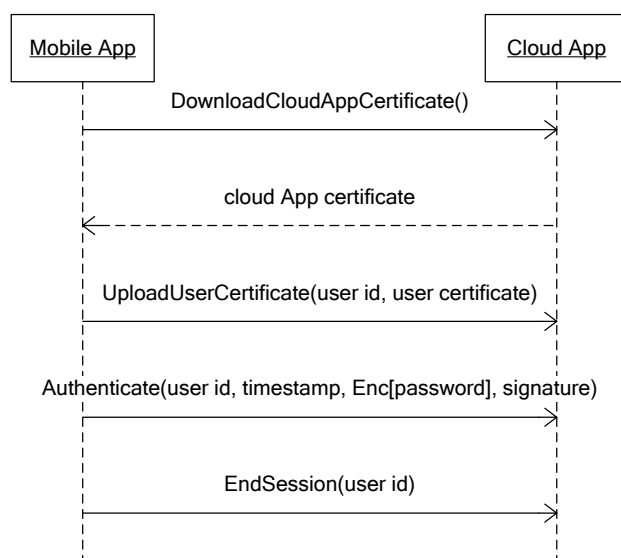 Mobile App
Cloud App
DownloadCloudAppCertificate()
cloud App certificate
UploadUserCertificate(user id, user certificate)
Authenticate(user id, timestamp, Enc[password], signature)
EndSession(user id)